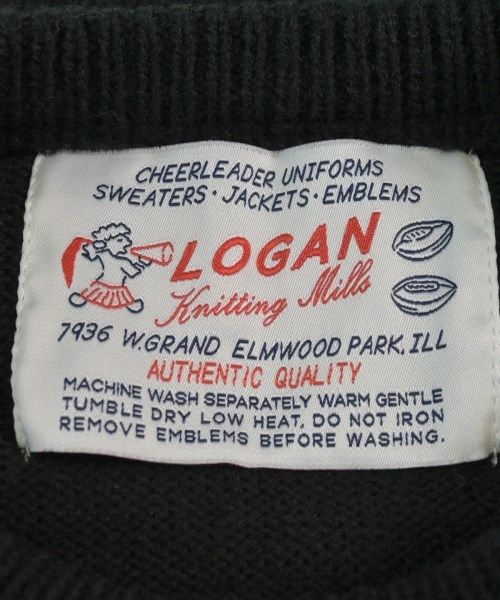 CHEERLEADER UNIFORMS
SWEATERS · JACKETS · EMBLEMS
LOGAN
Knitting Mills
7936 W. GRAND ELMWOOD PARK, ILL
AUTHENTIC QUALITY
MACHINE WASH SEPARATELY WARM GENTLE
TUMBLE DRY LOW HEAT, DO NOT IRON
REMOVE EMBLEMS BEFORE WASHING.